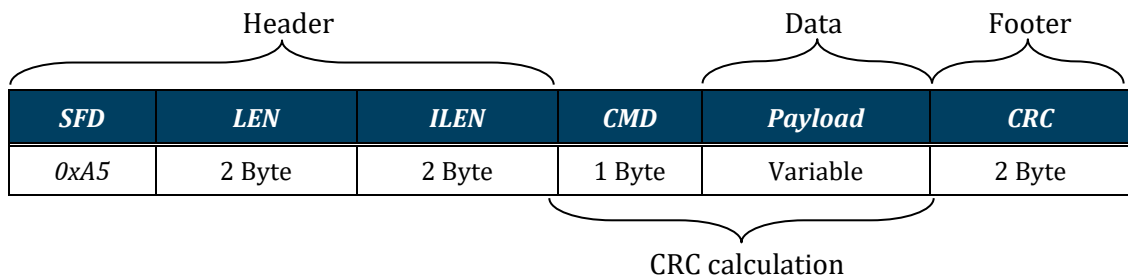 Header Data Footer
SFD LEN ILEN CMD Payload CRC
0xA5 2 Byte 2 Byte 1 Byte Variable 2 Byte
CRC calculation